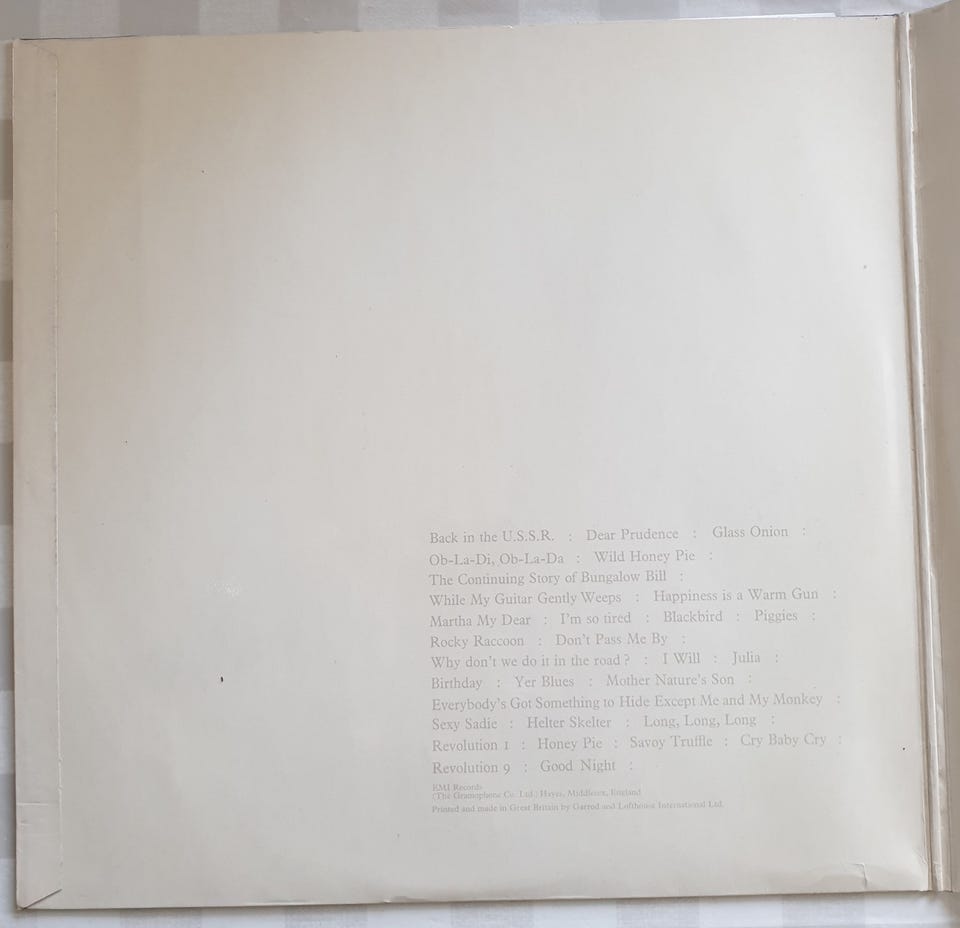 Back in the U.S.S.R. : Dear Prudence : Glass Onion :
Ob-La-Di, Ob-La-Da : Wild Honey Pie :
The Continuing Story of Bungalow Bill :
While My Guitar Gently Weeps : Happiness is a Warm Gun :
Martha My Dear : I'm so tired : Blackbird : Piggies :
Rocky Raccoon : Don't Pass Me By :
Why don't we do it in the road? : I Will : Julia :
Birthday : Yer Blues : Mother Nature's Son :
Everybody's Got Something to Hide Except Me and My Monkey :
Sexy Sadie : Helter Skelter : Long, Long, Long :
Revolution 1 : Honey Pie : Savoy Truffle : Cry Baby Cry :
Revolution 9 : Good Night :
EMI Records
(The Gramophone Co. Ltd.) Hayes, Middlesex, England
Printed and made in Great Britain by Garrod and Lofthouse International Ltd.